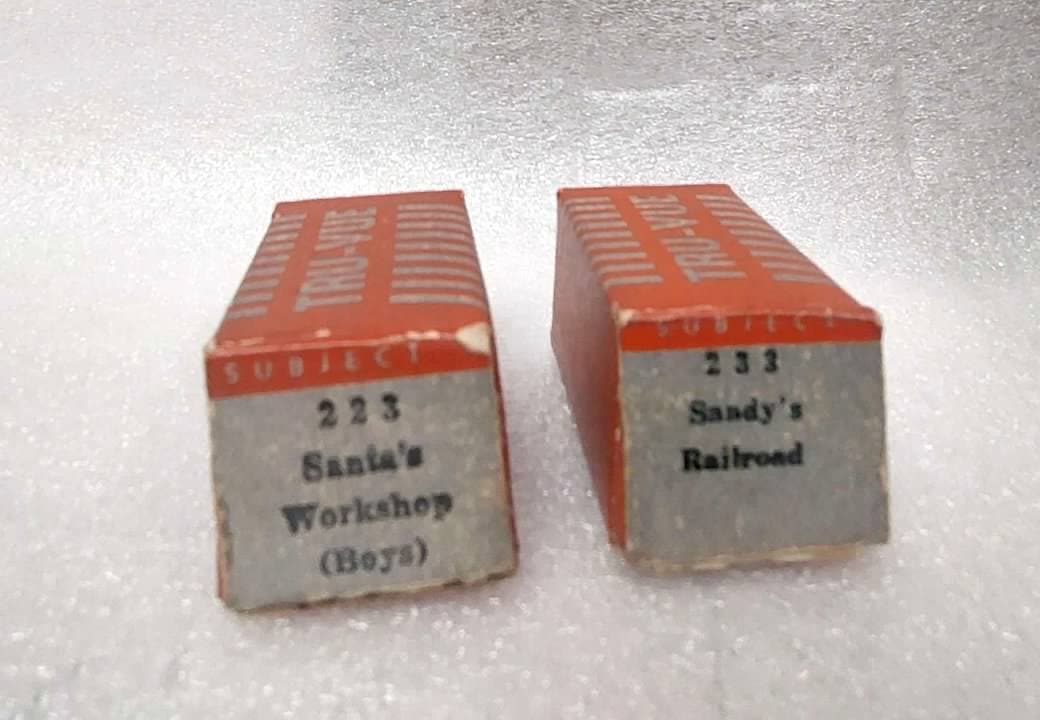 TRU-VUE
SUBJECT
223
Santa's
Workshop
(Boys)
TRU-VUE
SUBJECT
233
Sandy's
Railroad